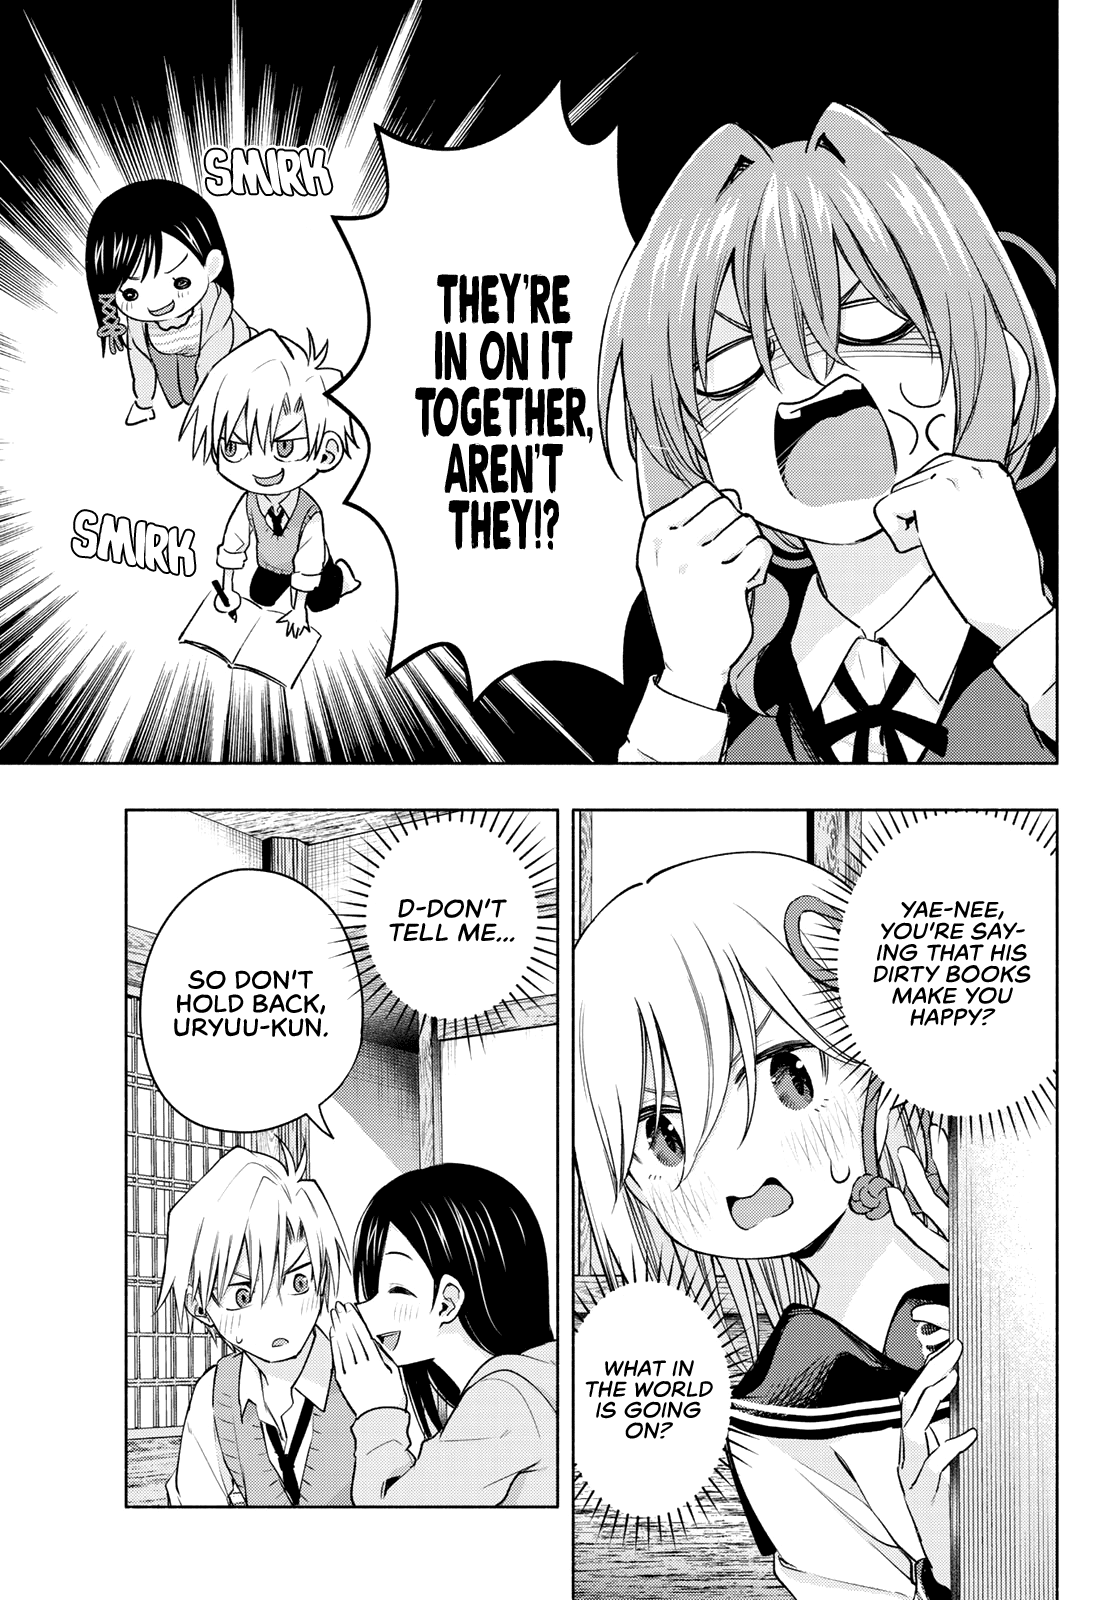 SMIRK
THEY'RE
IN ON IT
TOGETHER,
AREN'T
THEY!?
SMIRK
YAE-NEE,
YOU'RE SAY-
ING THAT HIS
DIRTY BOOKS
MAKE YOU
HAPPY?
WHAT IN
THE WORLD
IS GOING
ON?
D-DON'T
TELL ME...
SO DON'T
HOLD BACK,
URYUU-KUN.